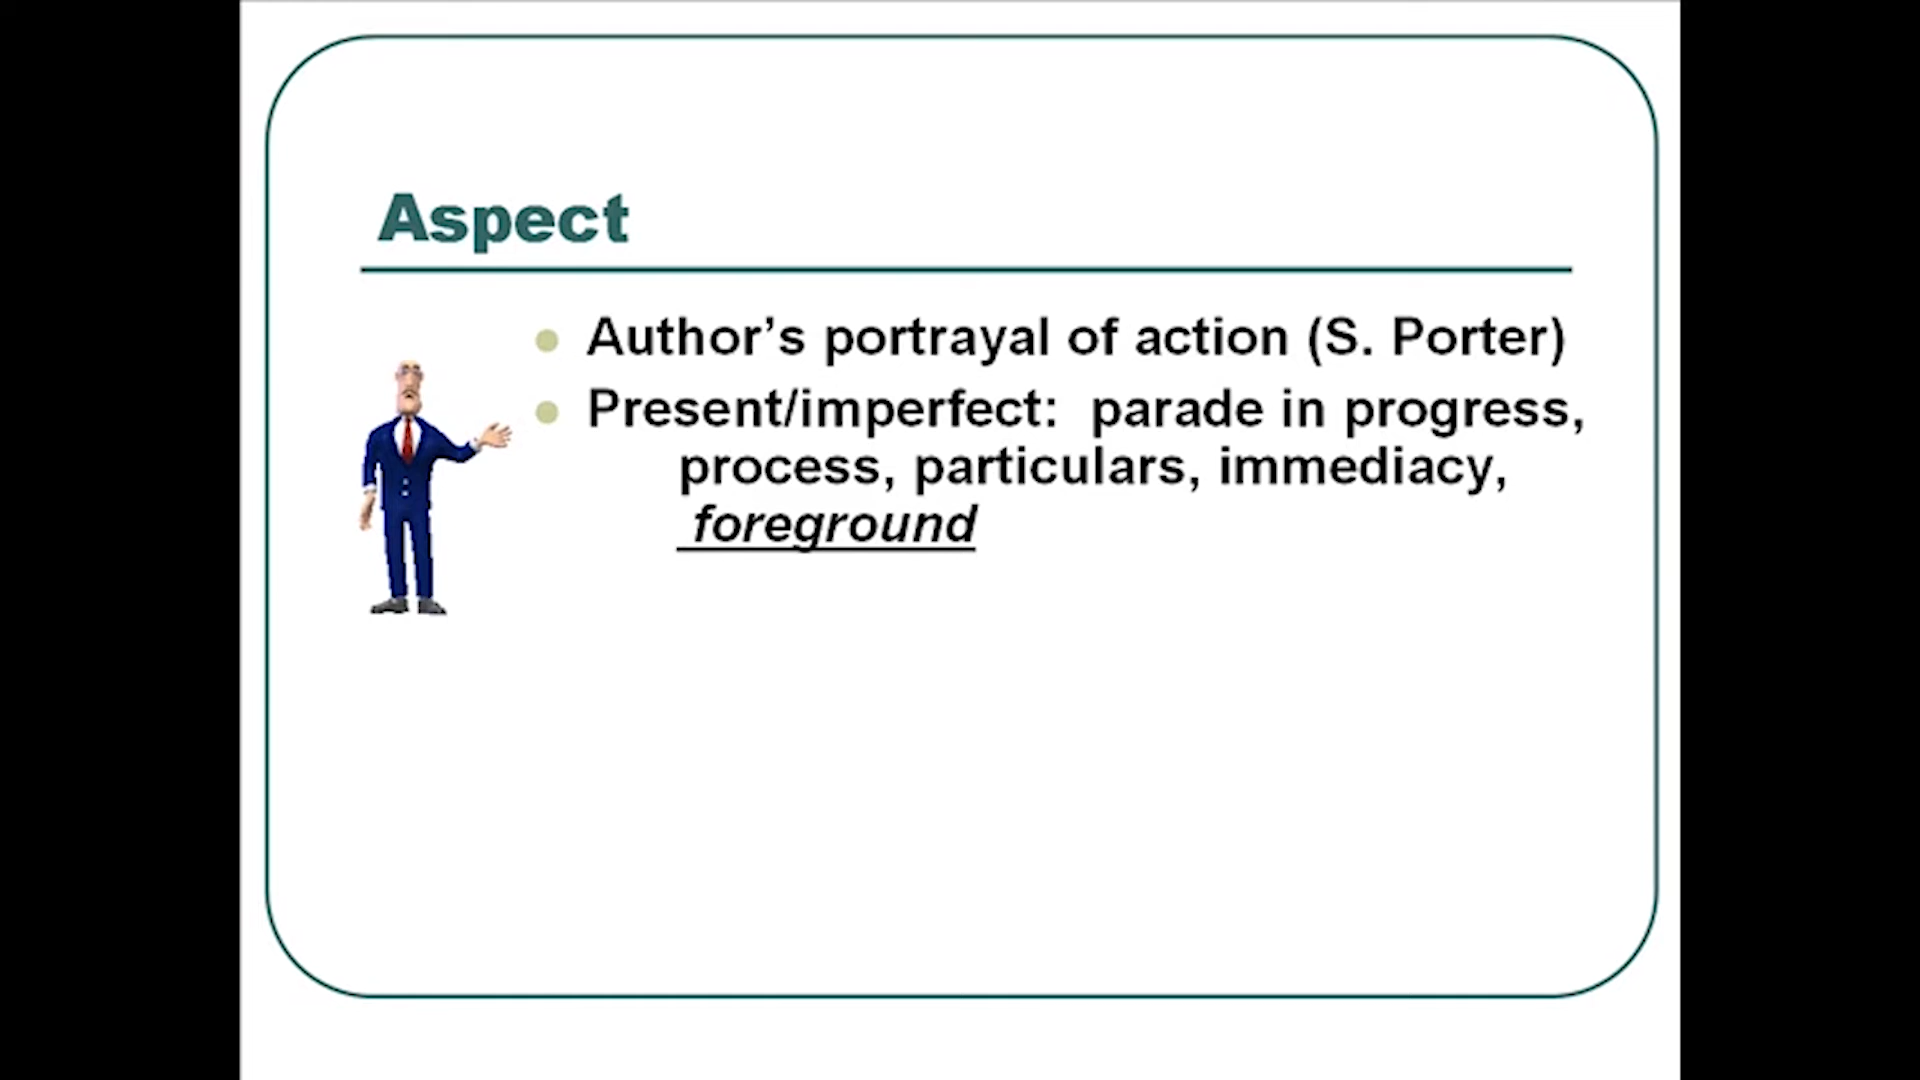 Aspect
Author’s portrayal of action (S. Porter)
Present/imperfect: parade in progress,
process, particulars, immediacy,
foreground